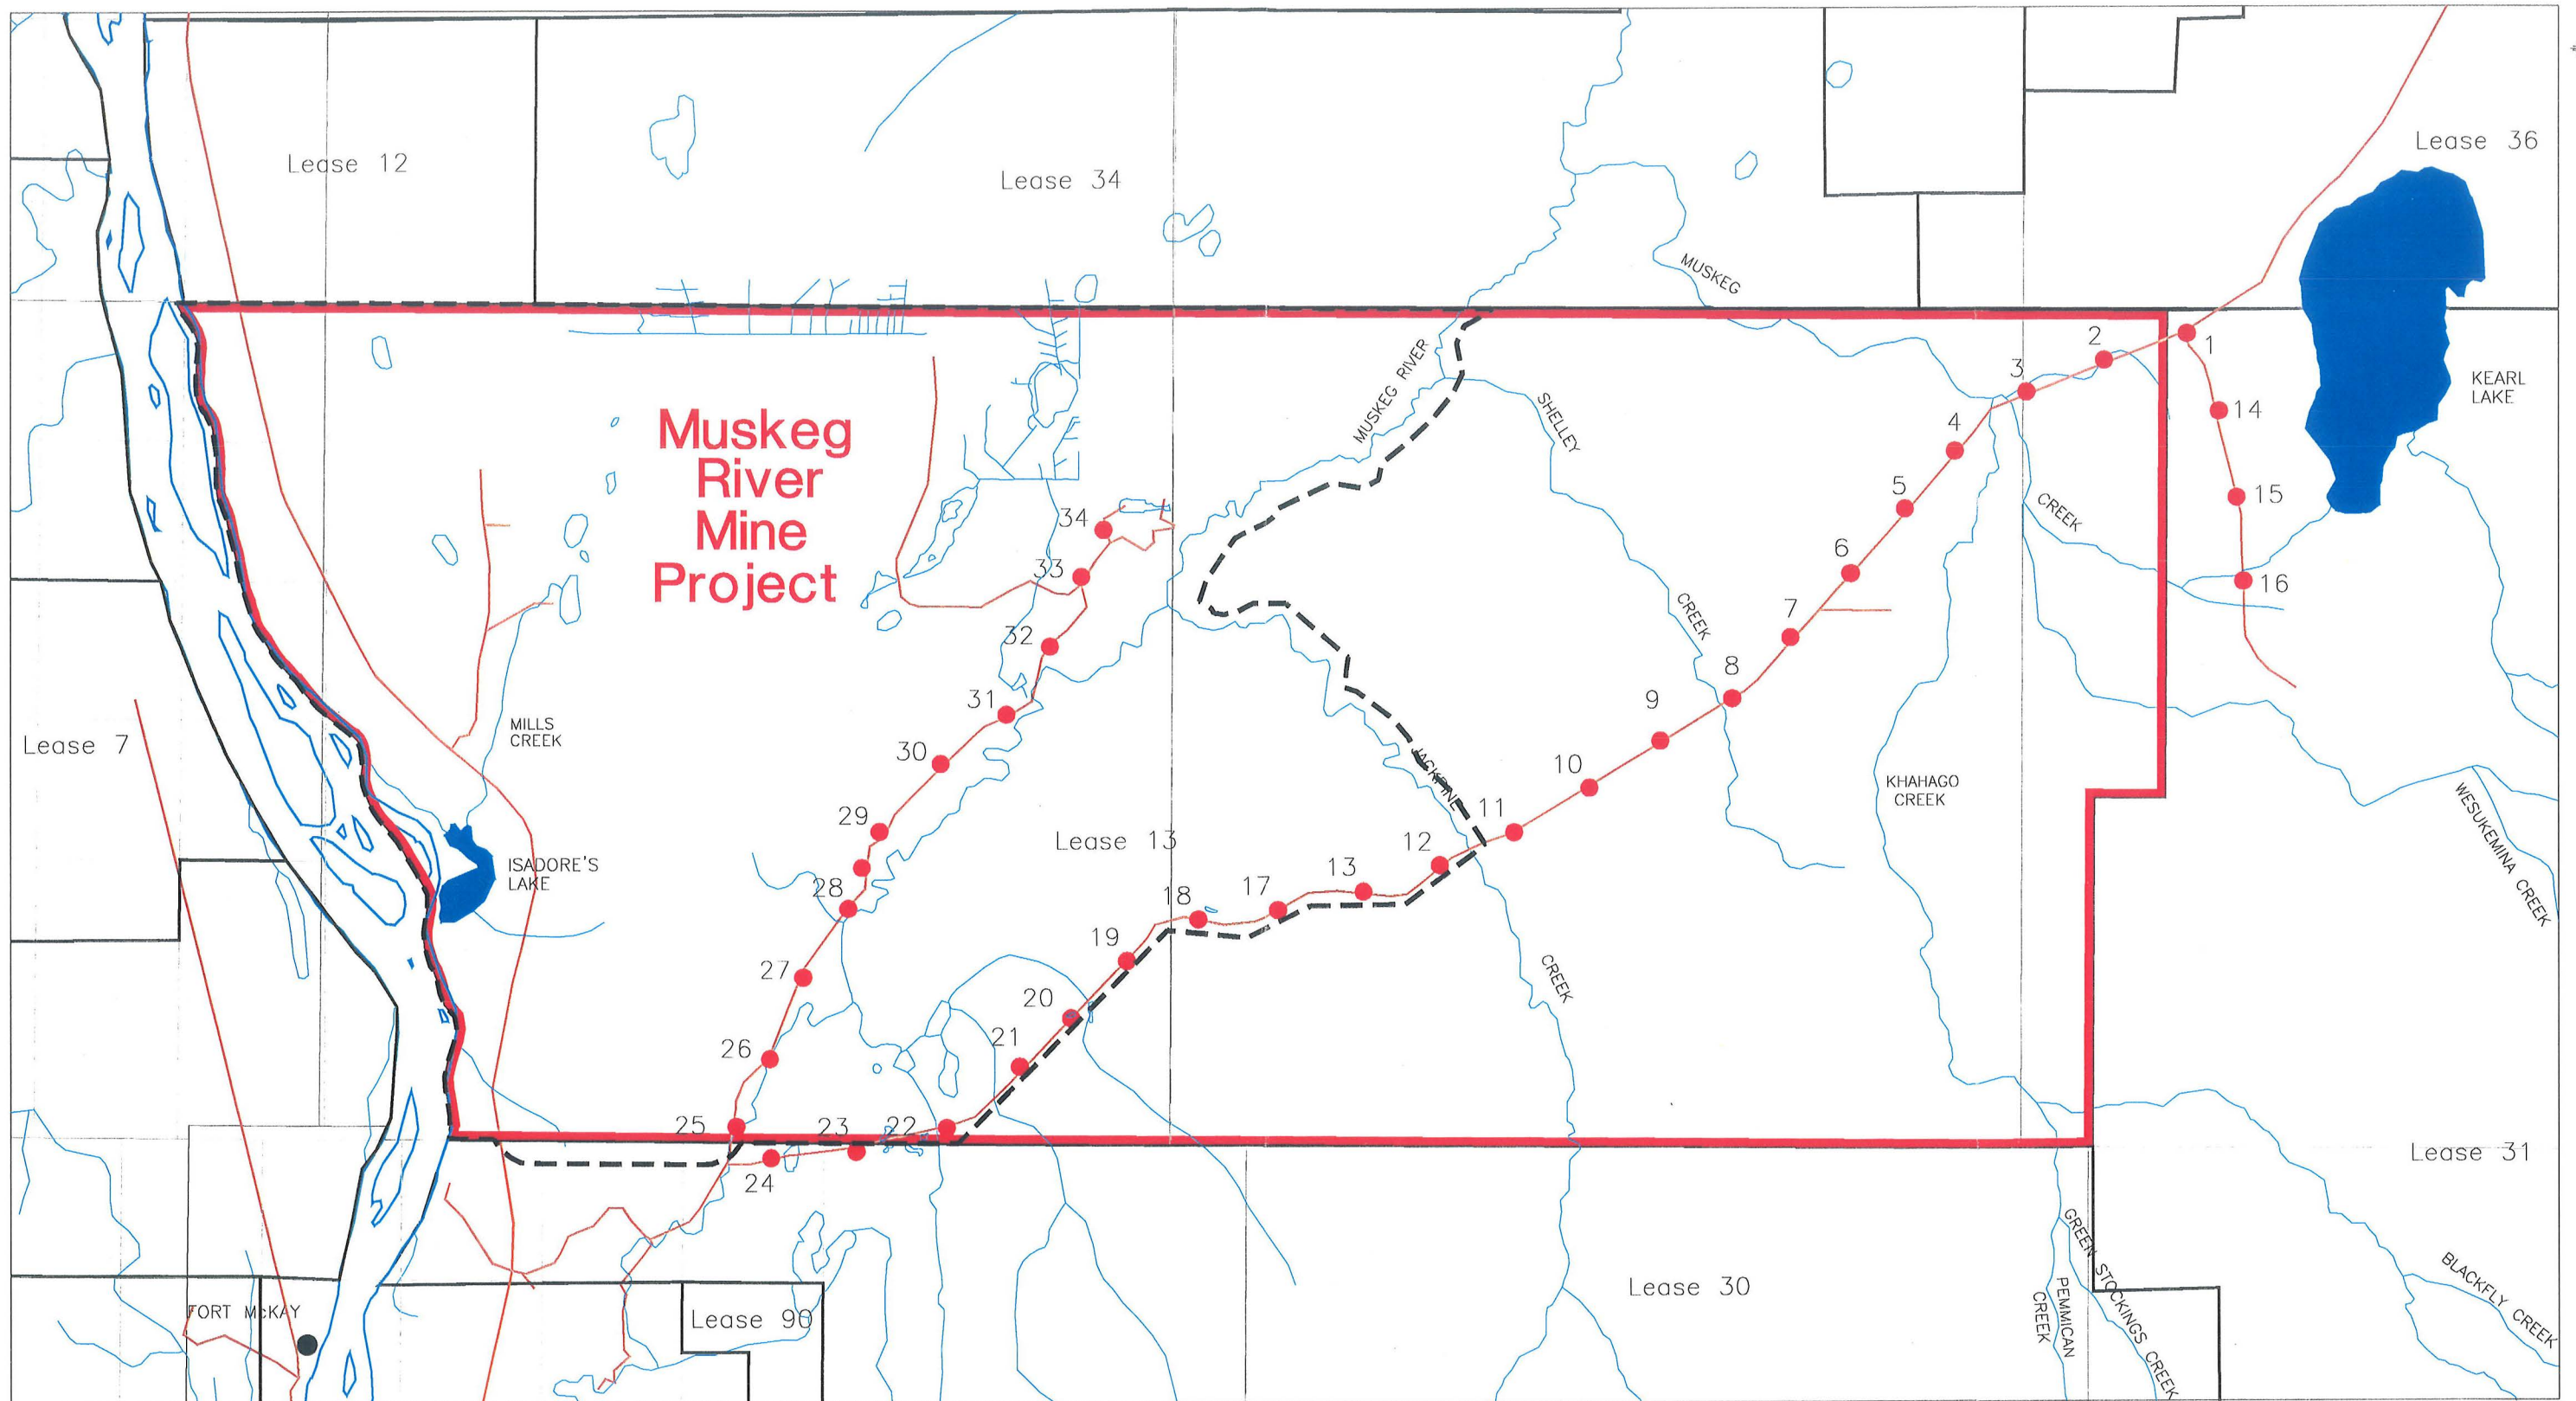 Lease 12
Lease 34
Lease 36
MUSKEG
Muskeg
River
Mine
Project
MUSKEG RIVER
SHELLEY
CREEK
KEARL
LAKE
1
2
3
4
5
6
7
8
9
10
11
12
13
14
15
16
17
18
19
20
21
22
23
24
25
26
27
28
29
30
31
32
33
34
CREEK
Lease 7
MILLS
CREEK
ISADORE'S
LAKE
Lease 13
JACKPINE
CREEK
KHAHAGO
CREEK
WESUKEMINA CREEK
Lease 31
Lease 30
Lease 90
FORT McKAY
GREEN STOCKINGS CREEK
PEMMICAN
CREEK
BLACKFLY CREEK